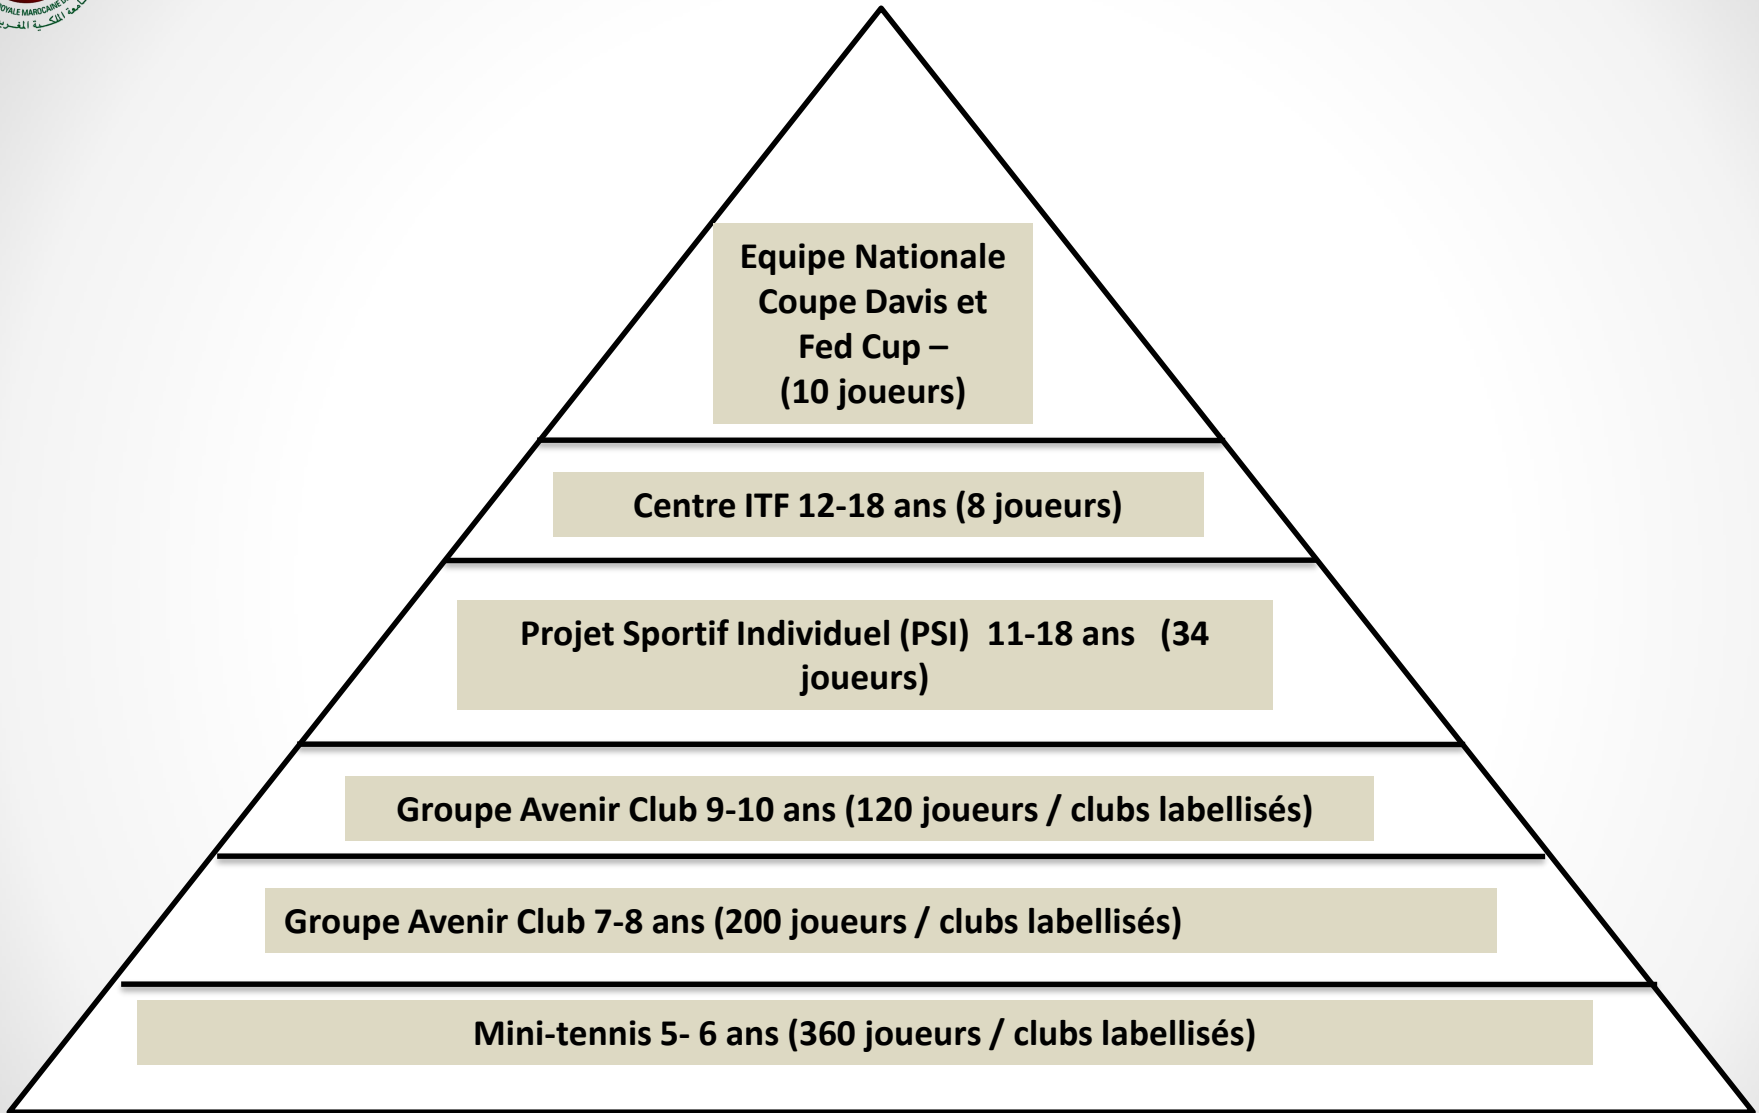 ROYALE MAROCAINE
Equipe Nationale
Coupe Davis et
Fed Cup –
(10 joueurs)
Centre ITF 12-18 ans (8 joueurs)
Projet Sportif Individuel (PSI)  11-18 ans   (34
joueurs)
Groupe Avenir Club 9-10 ans (120 joueurs / clubs labellisés)
Groupe Avenir Club 7-8 ans (200 joueurs / clubs labellisés)
Mini-tennis 5- 6 ans (360 joueurs / clubs labellisés)